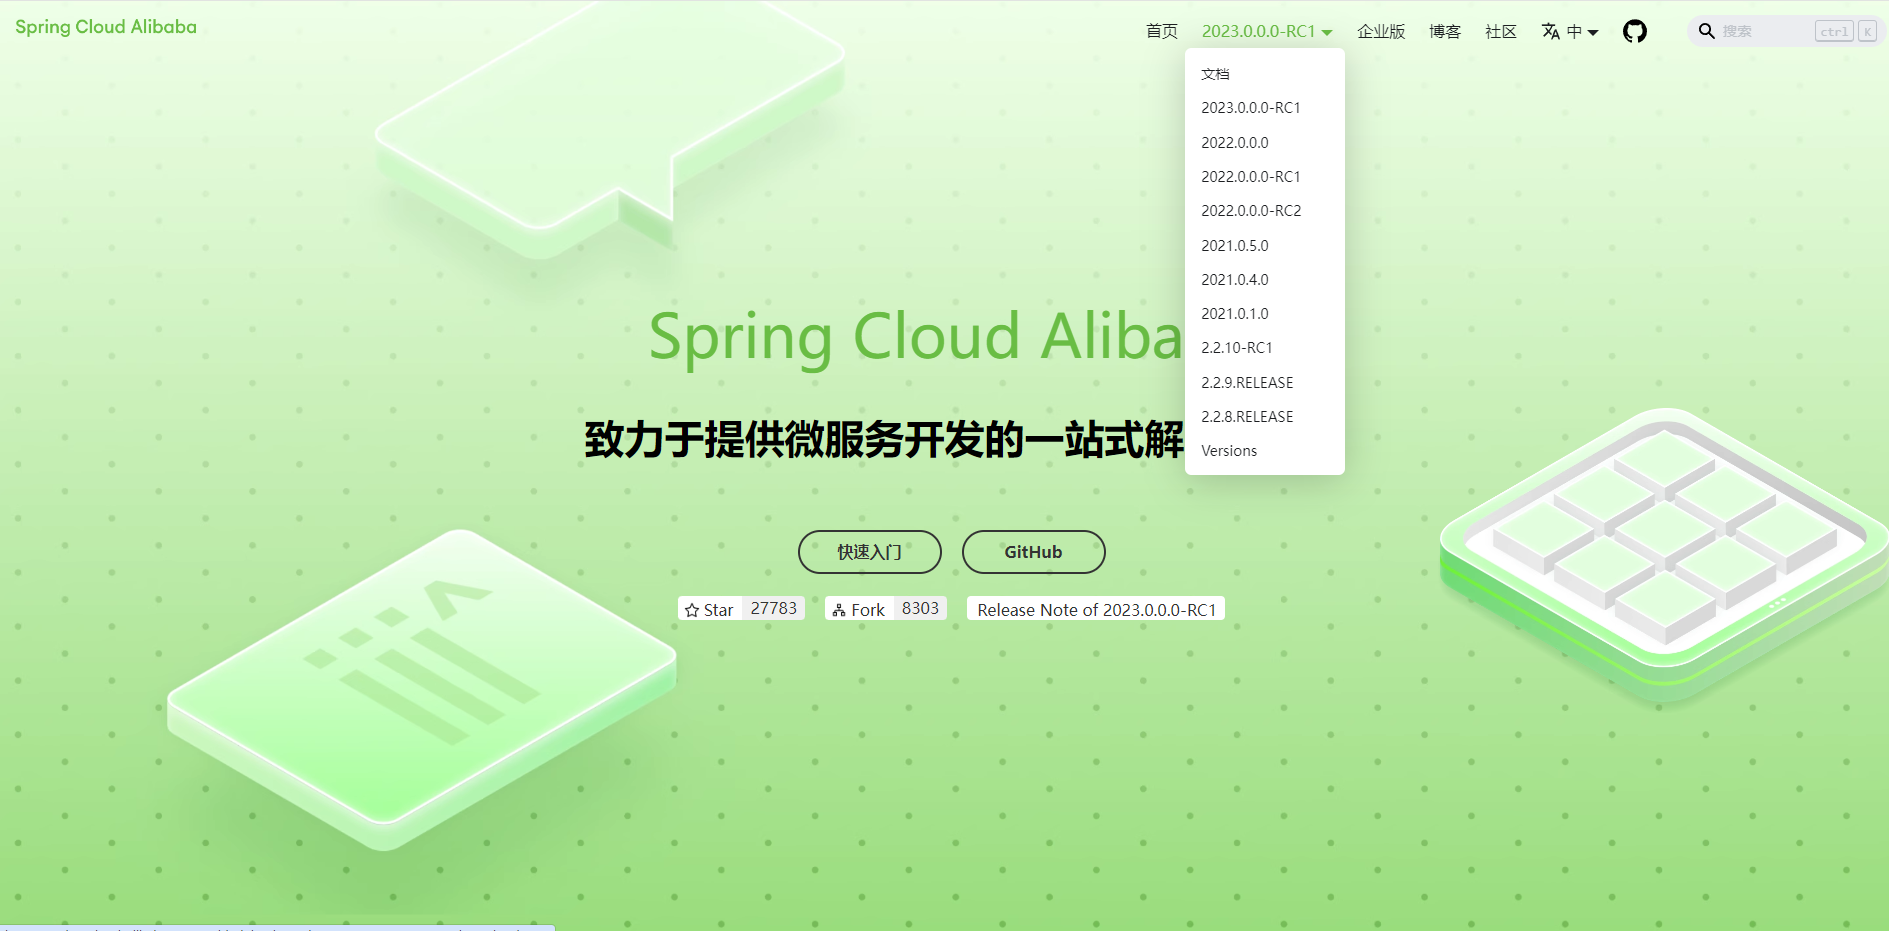 Spring Cloud Alibaba
首页 2023.0.0.0-RC1 企业版 博客 社区 中 搜索 ctrl K
文档
2023.0.0.0-RC1
2022.0.0.0
2022.0.0.0-RC1
2022.0.0.0-RC2
2021.0.5.0
2021.0.4.0
2021.0.1.0
2.2.10-RC1
2.2.9.RELEASE
2.2.8.RELEASE
Versions
Spring Cloud Aliba
致力于提供微服务开发的一站式解
快速入门 GitHub
Star 27783 Fork 8303 Release Note of 2023.0.0.0-RC1